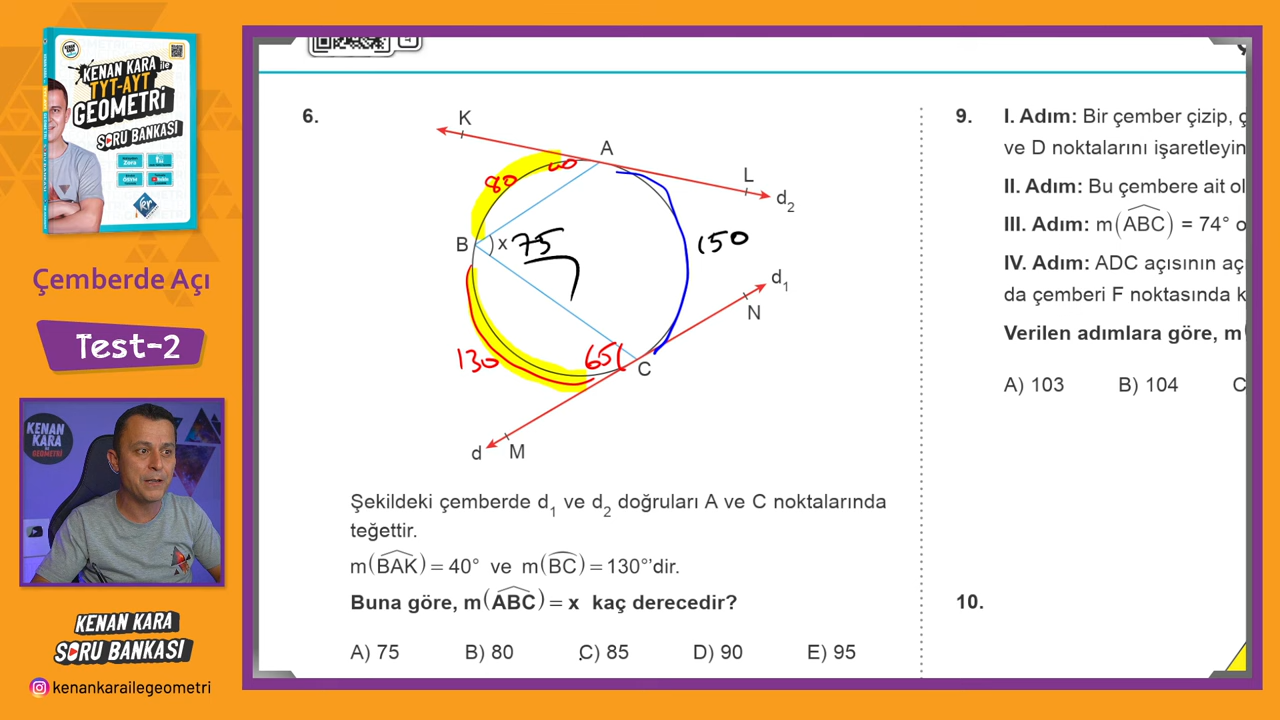 KENAN KARA ile
TYT-AYT
GEOMETRİ
SORU BANKASI
Çemberde Açı
Test-2
KENAN
KARA
GEOMETRİ
KENAN KARA
SORU BANKASI
kenankarailegeometri
6.
K
A
L
d2
40
80
B
x
75
150
d1
N
130
65
C
d
M
Şekildeki çemberde d1 ve d2 doğruları A ve C noktalarında
teğettir.
m(BAK) = 40° ve m(BC) = 130°'dir.
Buna göre, m(ABC) = x kaç derecedir?
A) 75 B) 80 C) 85 D) 90 E) 95
9. I. Adım: Bir çember çizip, ç
ve D noktalarını işaretleyin
II. Adım: Bu çembere ait ol
III. Adım: m(ABC) = 74° o
IV. Adım: ADC açısının aç
da çemberi F noktasında k
Verilen adımlara göre, m
A) 103 B) 104 C
10.